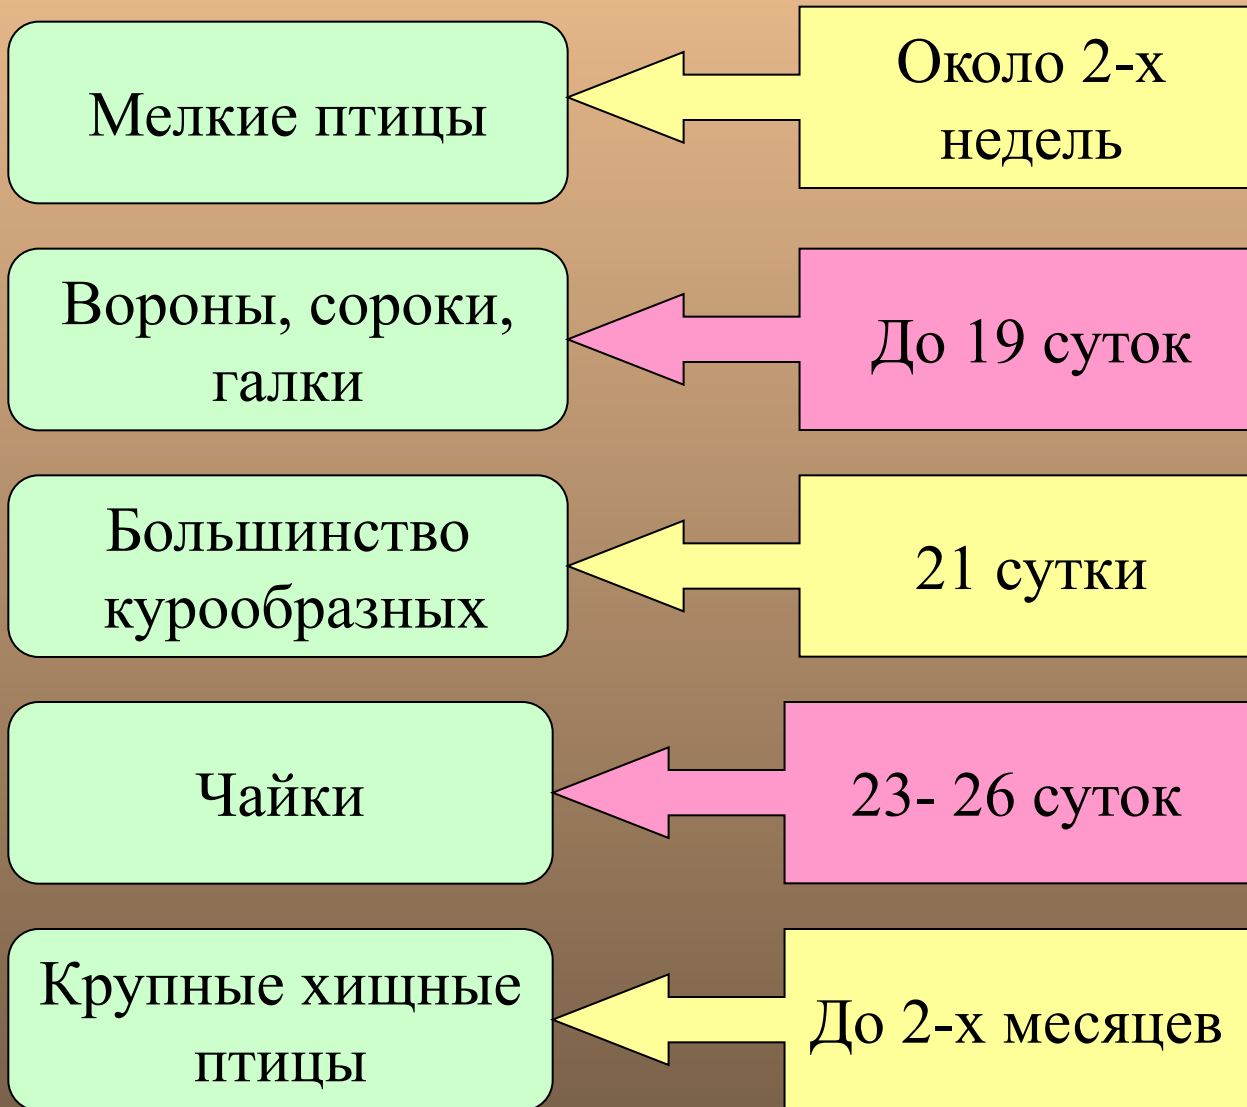 Мелкие птицы
Около 2-х
недель
Вороны, сороки,
галки
До 19 суток
Большинство
курообразных
21 сутки
Чайки
23- 26 суток
Крупные хищные
птицы
До 2-х месяцев